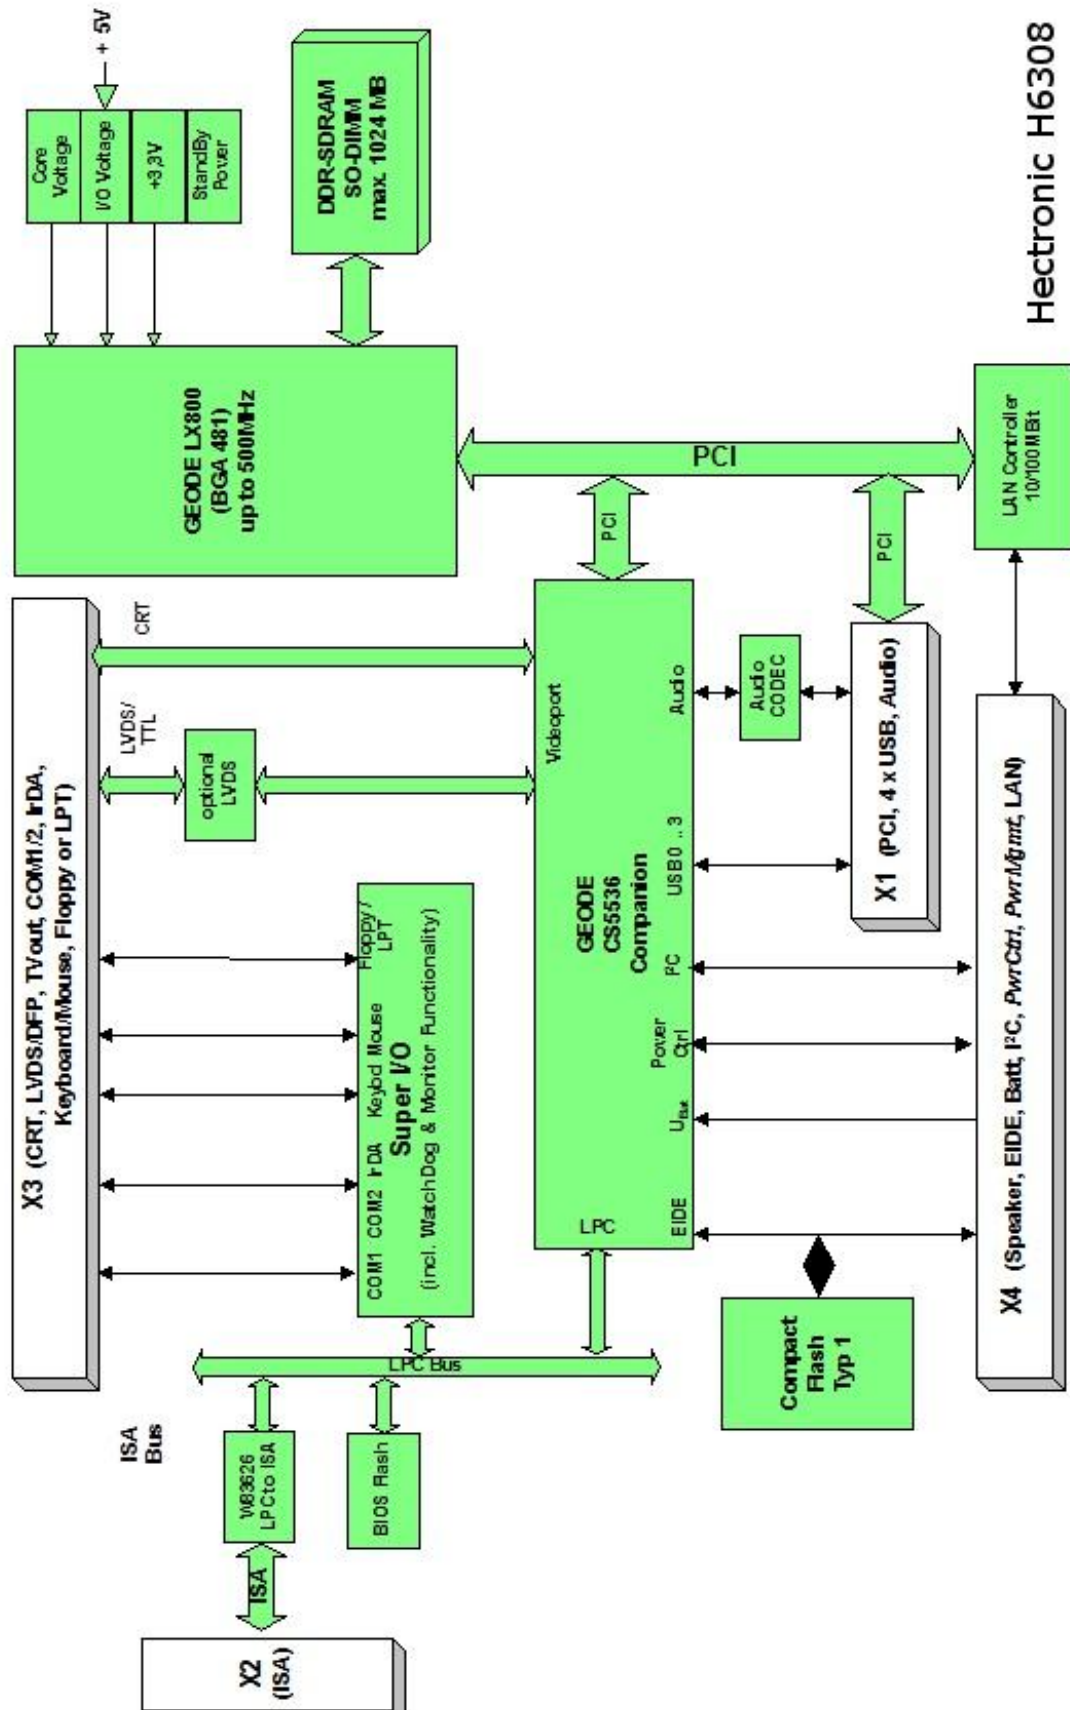 Core
Voltage
I/O Voltage
+3,3V
StandBy
Power
+ 5V
DDR-SDRAM
SO-DIMM
max. 1024 MB
GEODE LX800
(BGA 481)
up to 500MHz
Hectronic H6308
PCI
PCI
PCI
LAN Controller
10/100MBit
X3 (CRT, LVDS/DFP, TVout, COM1/2, IrDA,
Keyboard/Mouse, Floppy or LPT)
CRT
LVDS/
TTL
optional
LVDS
Videoport
GEODE
CS5536
Companion
Audio
USB0 .. 3
I²C
Power
Ctrl
UBat
EIDE
LPC
Audio
CODEC
X1 (PCI, 4 x USB, Audio)
X4 (Speaker, EIDE, Batt, I²C, PwrCtrl, PwrMgmt, LAN)
COM1 COM2 IrDA Keybd Mouse
Floppy /
LPT
Super I/O
(incl. WatchDog & Monitor Functionality)
LPC Bus
Compact
Flash
Typ 1
ISA
Bus
W83626
LPC to ISA
BIOS Flash
ISA
X2
(ISA)